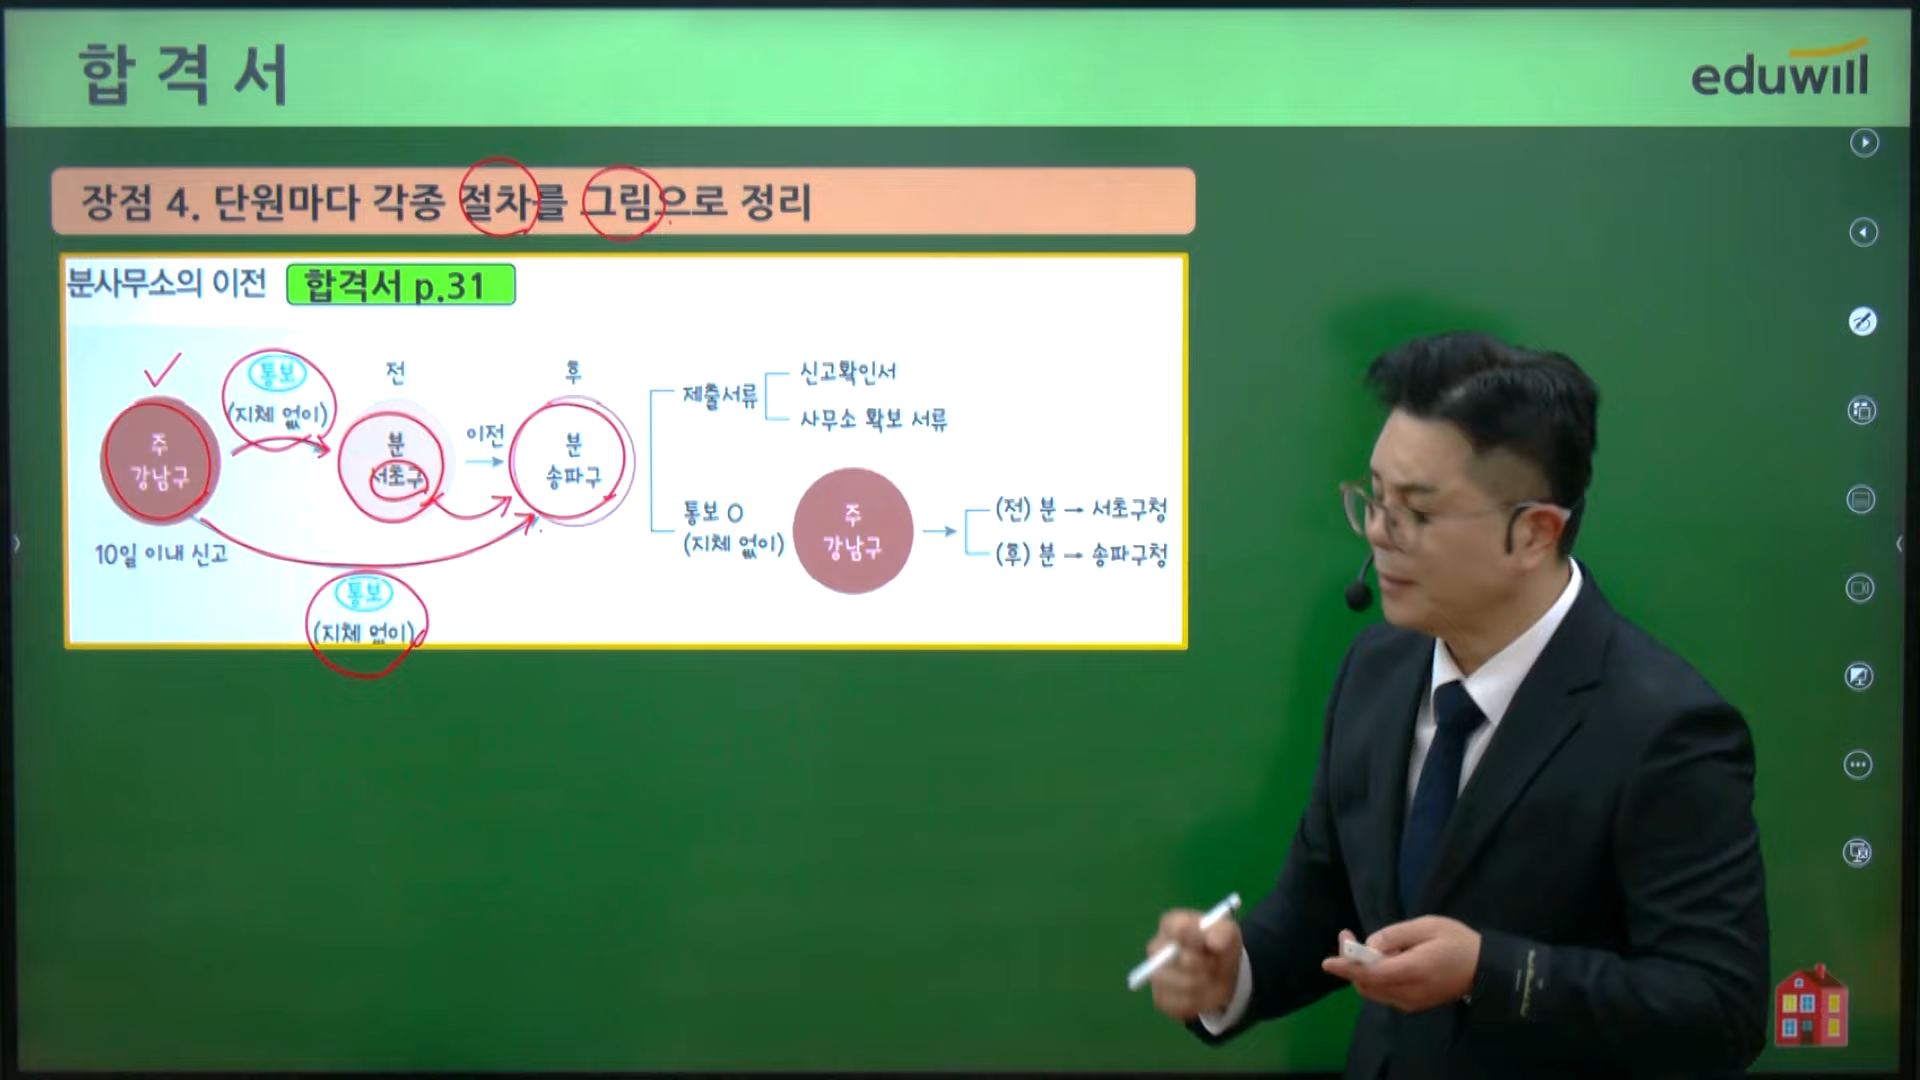 합격서
eduwill
장점 4. 단원마다 각종 절차를 그림으로 정리
분사무소의 이전 합격서 p.31
통보
(지체 없이)
전
후
주
강남구
분
서초구
이전
분
송파구
10일 이내 신고
통보
(지체 없이)
제출서류
신고확인서
사무소 확보 서류
통보 O
(지체 없이)
주
강남구
(전) 분 → 서초구청
(후) 분 → 송파구청